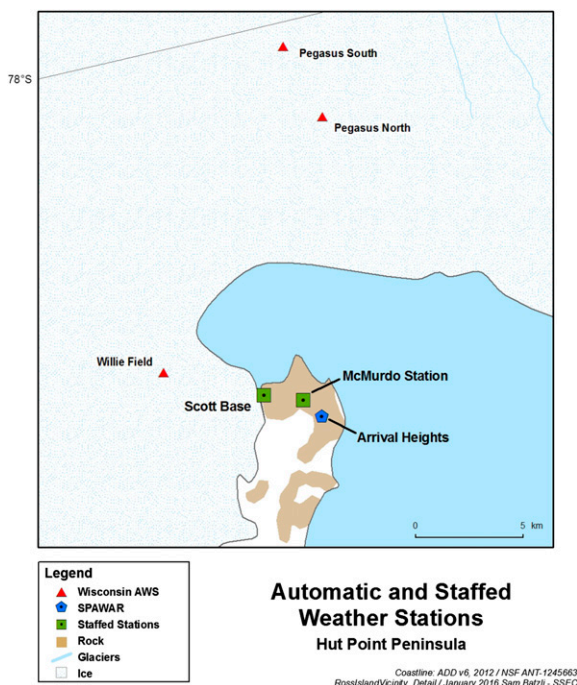 Pegasus South
78°S
Pegasus North
Willie Field
McMurdo Station
Scott Base
Arrival Heights
0 5 km
Legend
Wisconsin AWS
SPAWAR
Staffed Stations
Rock
Glaciers
Ice
Automatic and Staffed
Weather Stations
Hut Point Peninsula
Coastline: ADD v6, 2012 / NSF ANT-1245663
RossIslandVicinity_Detail / January 2016 Sam Batzli - SSEC